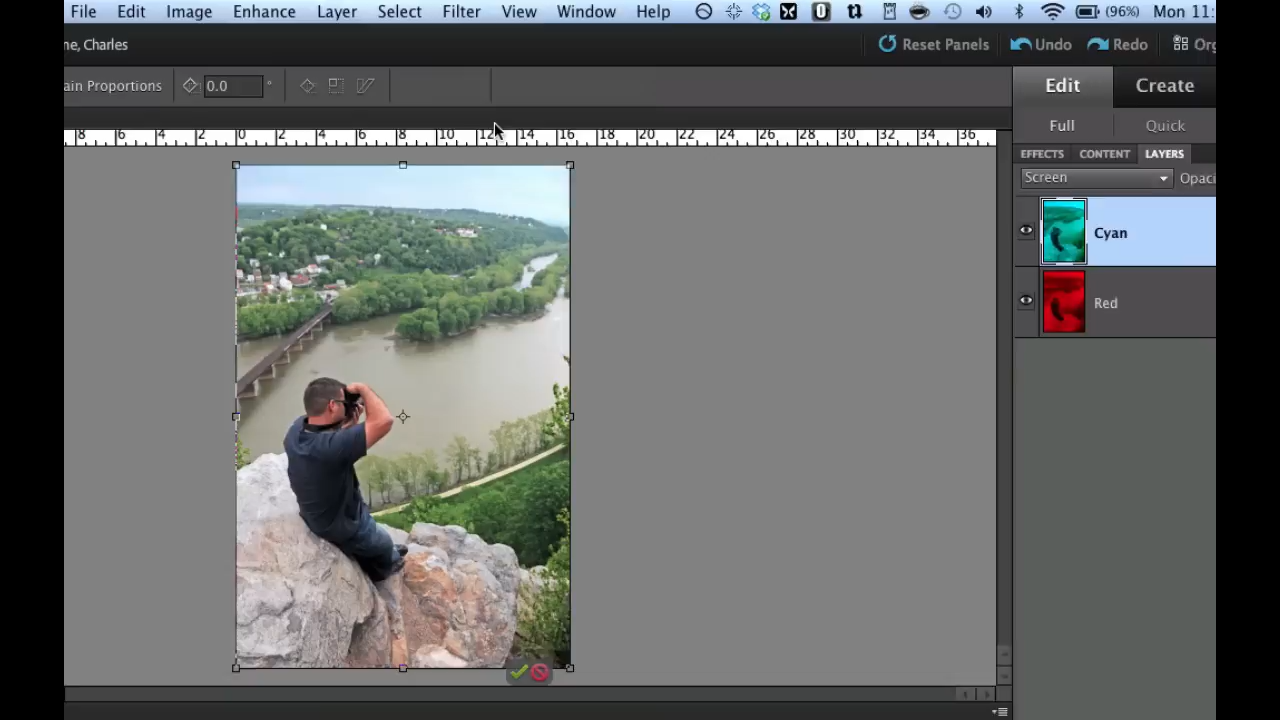 File Edit Image Enhance Layer Select Filter View Window Help (96%) Mon 11:
ne, Charles Reset Panels Undo Redo Org
ain Proportions 0.0 ° Edit Create
Full Quick
8 6 4 2 0 2 4 6 8 10 12 14 16 18 20 22 24 26 28 30 32 34 36
EFFECTS CONTENT LAYERS
Screen Opaci
Cyan
Red